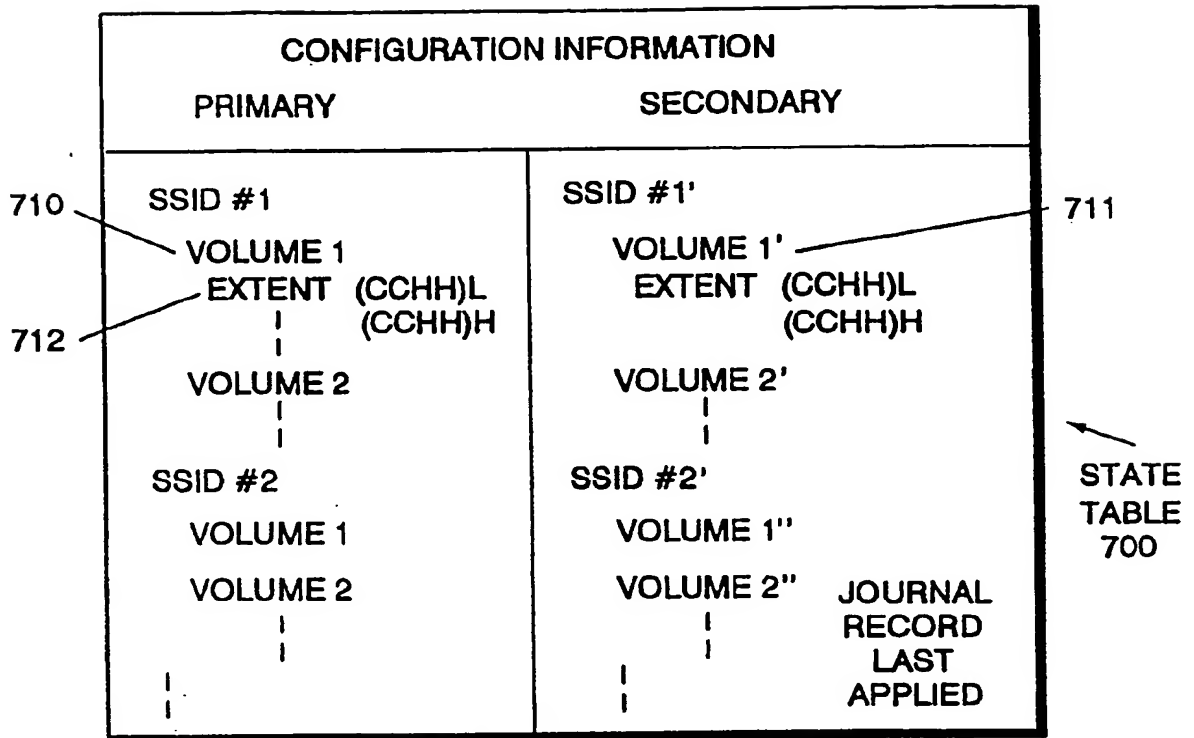 CONFIGURATION INFORMATION
PRIMARY
SECONDARY
710
SSID #1
VOLUME 1
EXTENT (CCHH)L
(CCHH)H
712
VOLUME 2
SSID #2
VOLUME 1
VOLUME 2
SSID #1'
VOLUME 1'
711
EXTENT (CCHH)L
(CCHH)H
VOLUME 2'
SSID #2'
VOLUME 1''
VOLUME 2''
JOURNAL
RECORD
LAST
APPLIED
STATE
TABLE
700